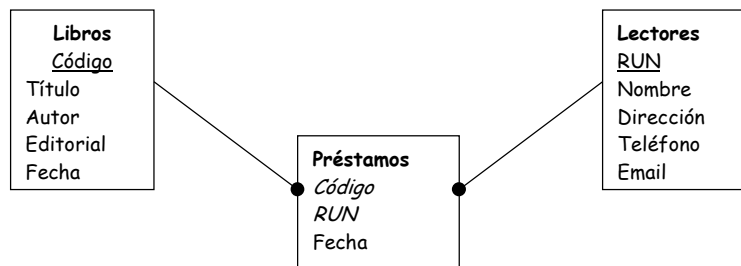 Libros
Código
Título
Autor
Editorial
Fecha
Préstamos
Código
RUN
Fecha
Lectores
RUN
Nombre
Dirección
Teléfono
Email